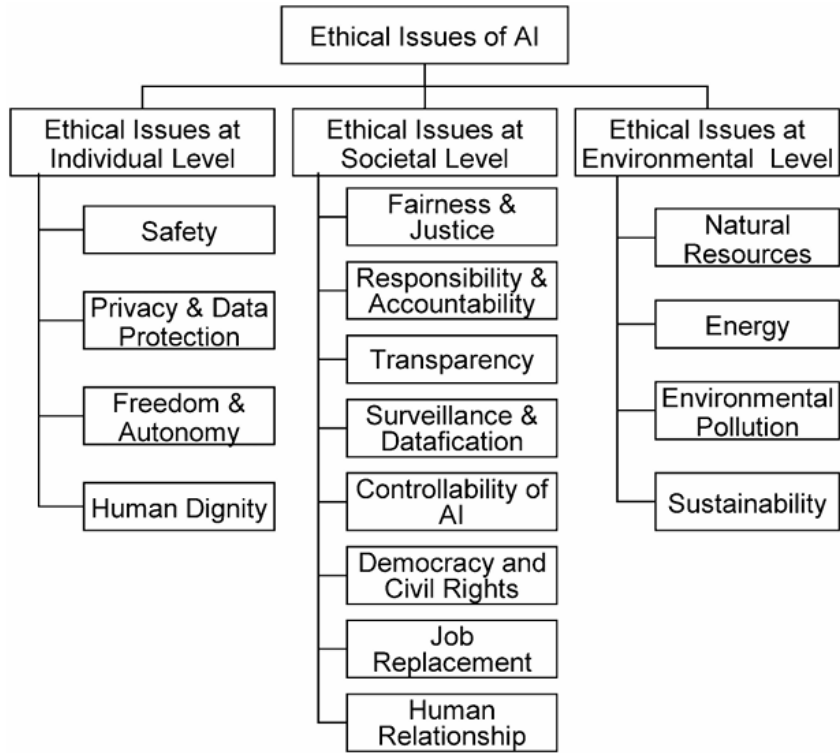 Ethical Issues of AI
Ethical Issues at
Individual Level
Safety
Privacy & Data
Protection
Freedom &
Autonomy
Human Dignity
Ethical Issues at
Societal Level
Fairness &
Justice
Responsibility &
Accountability
Transparency
Surveillance &
Datafication
Controllability of
AI
Democracy and
Civil Rights
Job
Replacement
Human
Relationship
Ethical Issues at
Environmental Level
Natural
Resources
Energy
Environmental
Pollution
Sustainability